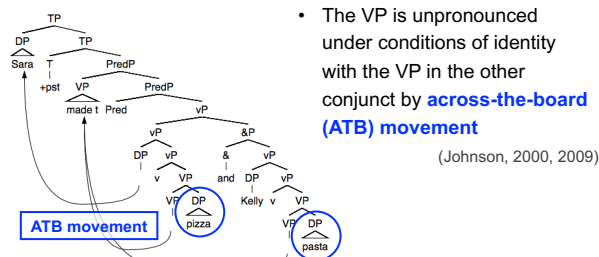 TP
DP TP
Sara T PredP
+pst VP PredP
made t Pred vP
vP &P
DP vP & vP
v VP and DP vP
VP DP Kelly v VP
pizza VP DP
pasta
ATB movement
• The VP is unpronounced
under conditions of identity
with the VP in the other
conjunct by across-the-board
(ATB) movement
(Johnson, 2000, 2009)